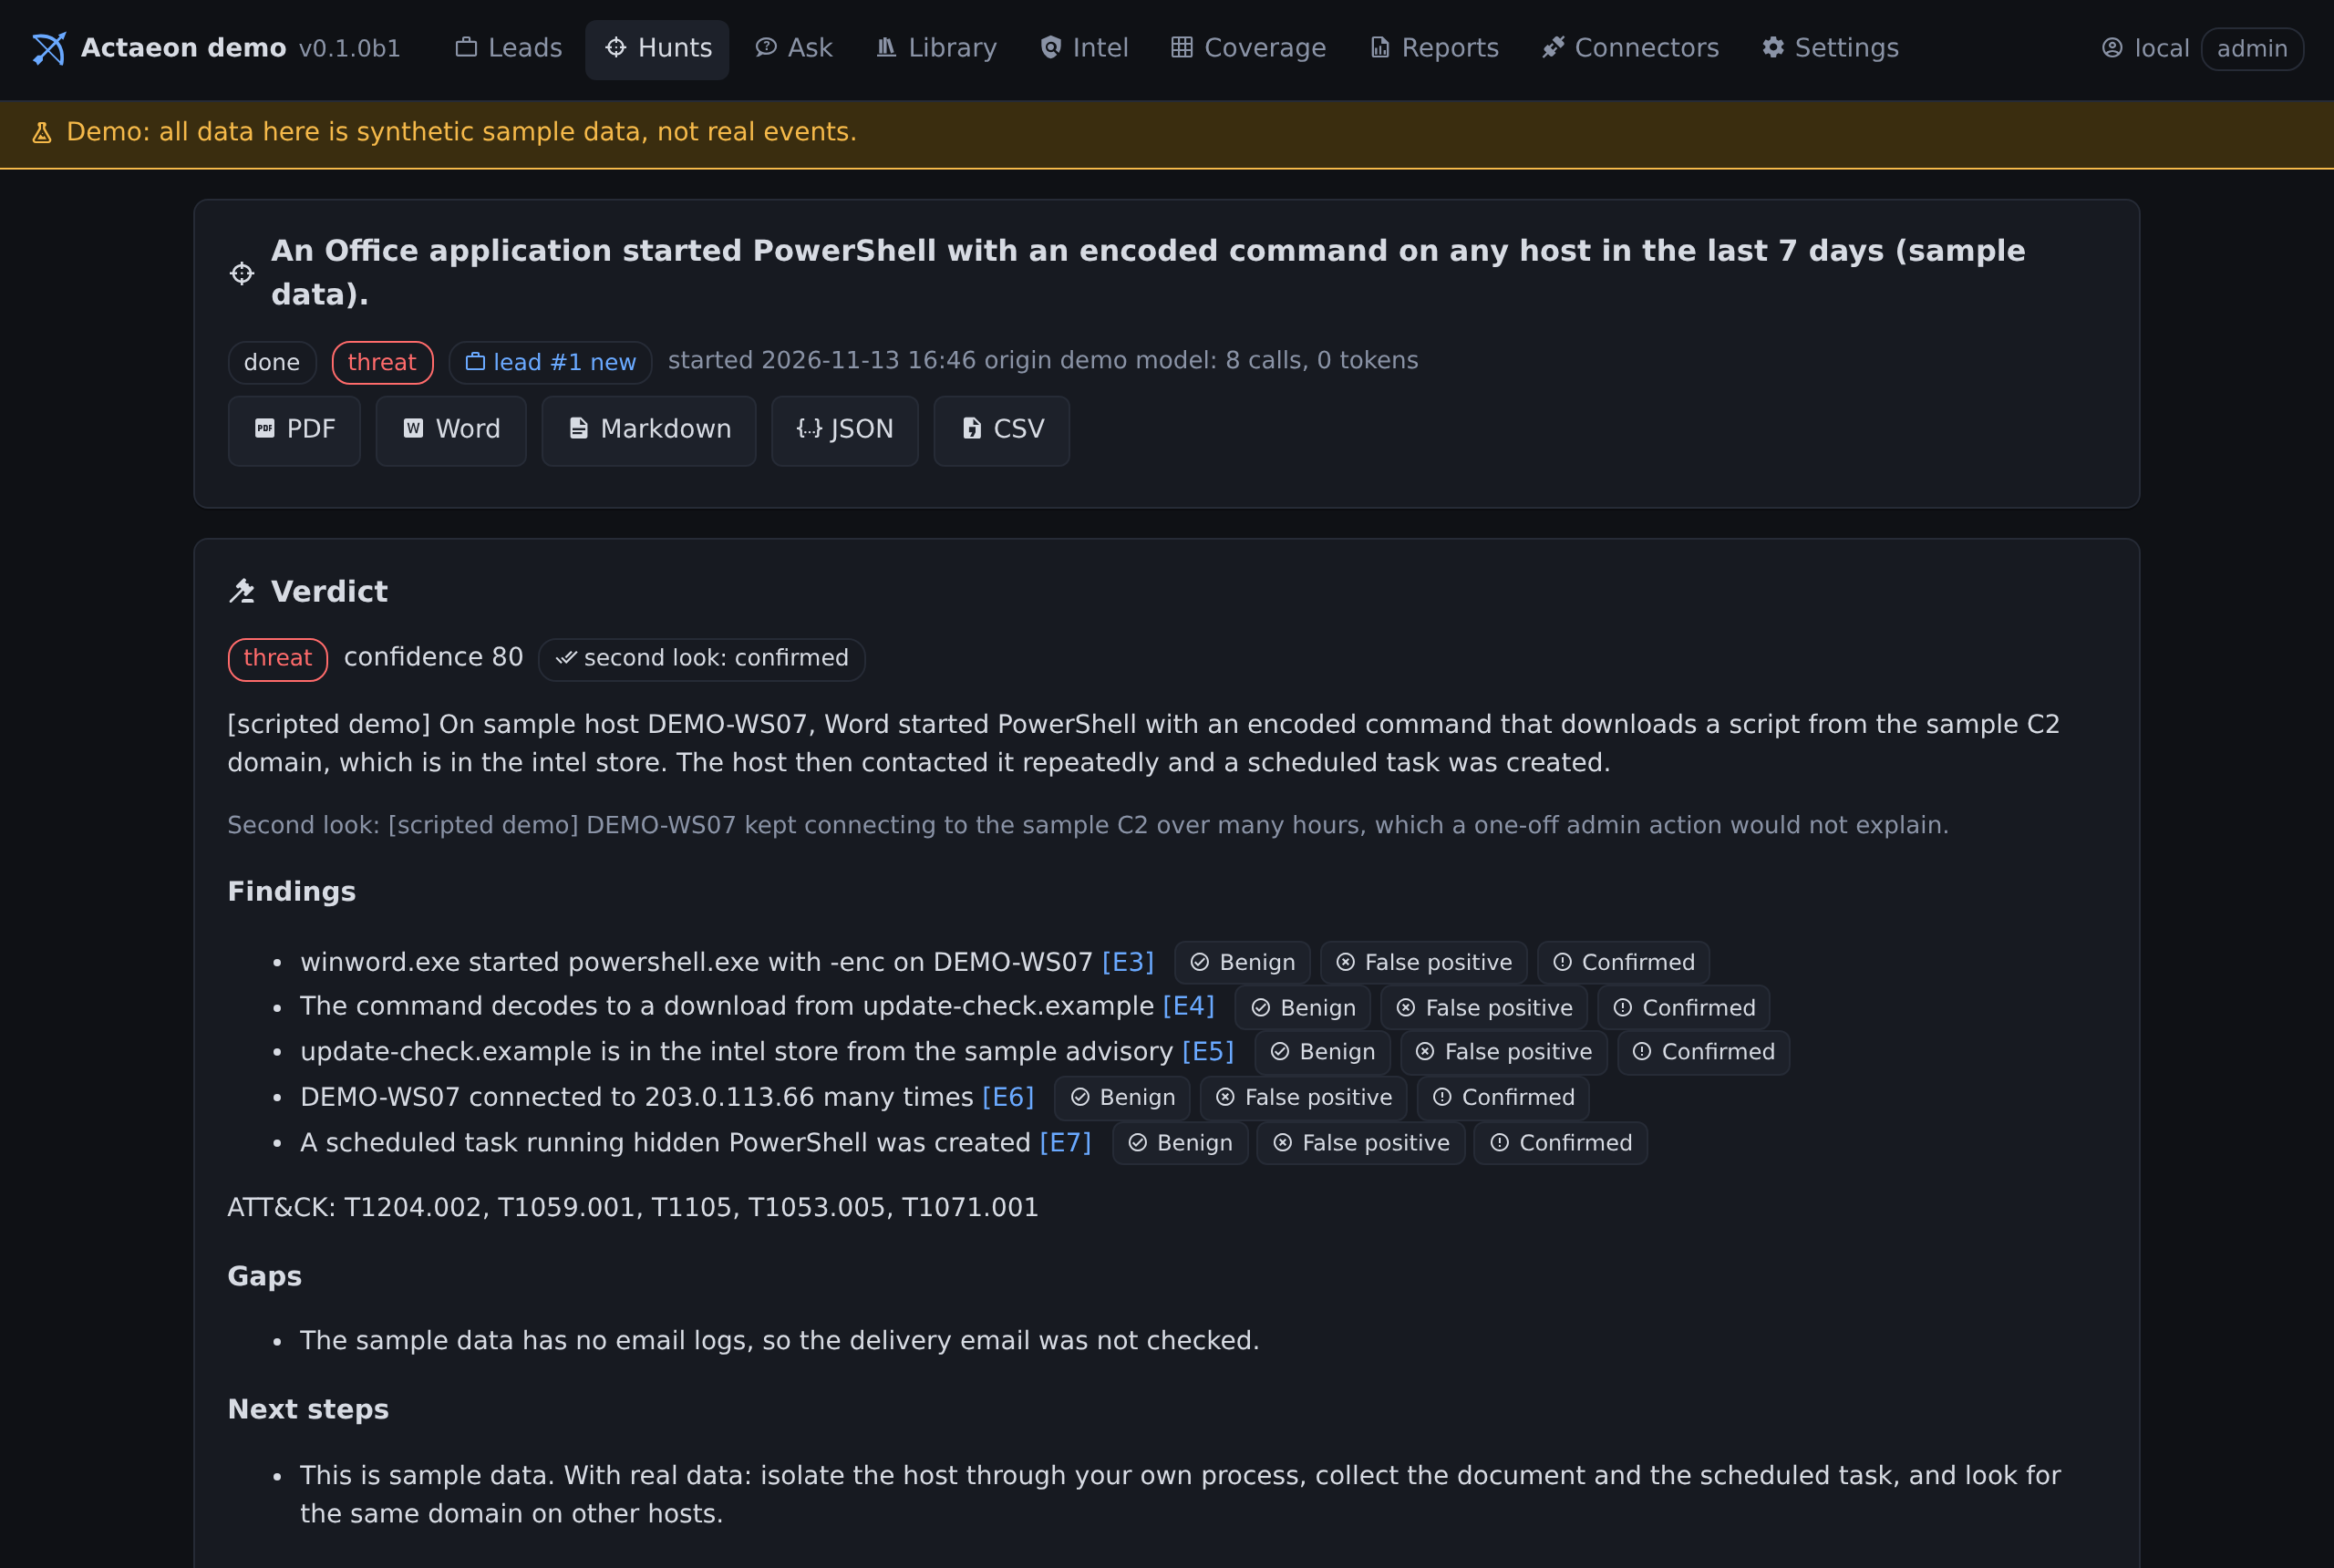 Actaeon demo v0.1.0b1 Leads Hunts Ask Library Intel Coverage Reports Connectors Settings local admin
Demo: all data here is synthetic sample data, not real events.
An Office application started PowerShell with an encoded command on any host in the last 7 days (sample
data).
done threat lead #1 new started 2026-11-13 16:46 origin demo model: 8 calls, 0 tokens
PDF Word Markdown JSON CSV
Verdict
threat confidence 80 second look: confirmed
[scripted demo] On sample host DEMO-WS07, Word started PowerShell with an encoded command that downloads a script from the sample C2
domain, which is in the intel store. The host then contacted it repeatedly and a scheduled task was created.
Second look: [scripted demo] DEMO-WS07 kept connecting to the sample C2 over many hours, which a one-off admin action would not explain.
Findings
• winword.exe started powershell.exe with -enc on DEMO-WS07 [E3] Benign False positive Confirmed
• The command decodes to a download from update-check.example [E4] Benign False positive Confirmed
• update-check.example is in the intel store from the sample advisory [E5] Benign False positive Confirmed
• DEMO-WS07 connected to 203.0.113.66 many times [E6] Benign False positive Confirmed
• A scheduled task running hidden PowerShell was created [E7] Benign False positive Confirmed
ATT&CK: T1204.002, T1059.001, T1105, T1053.005, T1071.001
Gaps
• The sample data has no email logs, so the delivery email was not checked.
Next steps
• This is sample data. With real data: isolate the host through your own process, collect the document and the scheduled task, and look for
the same domain on other hosts.